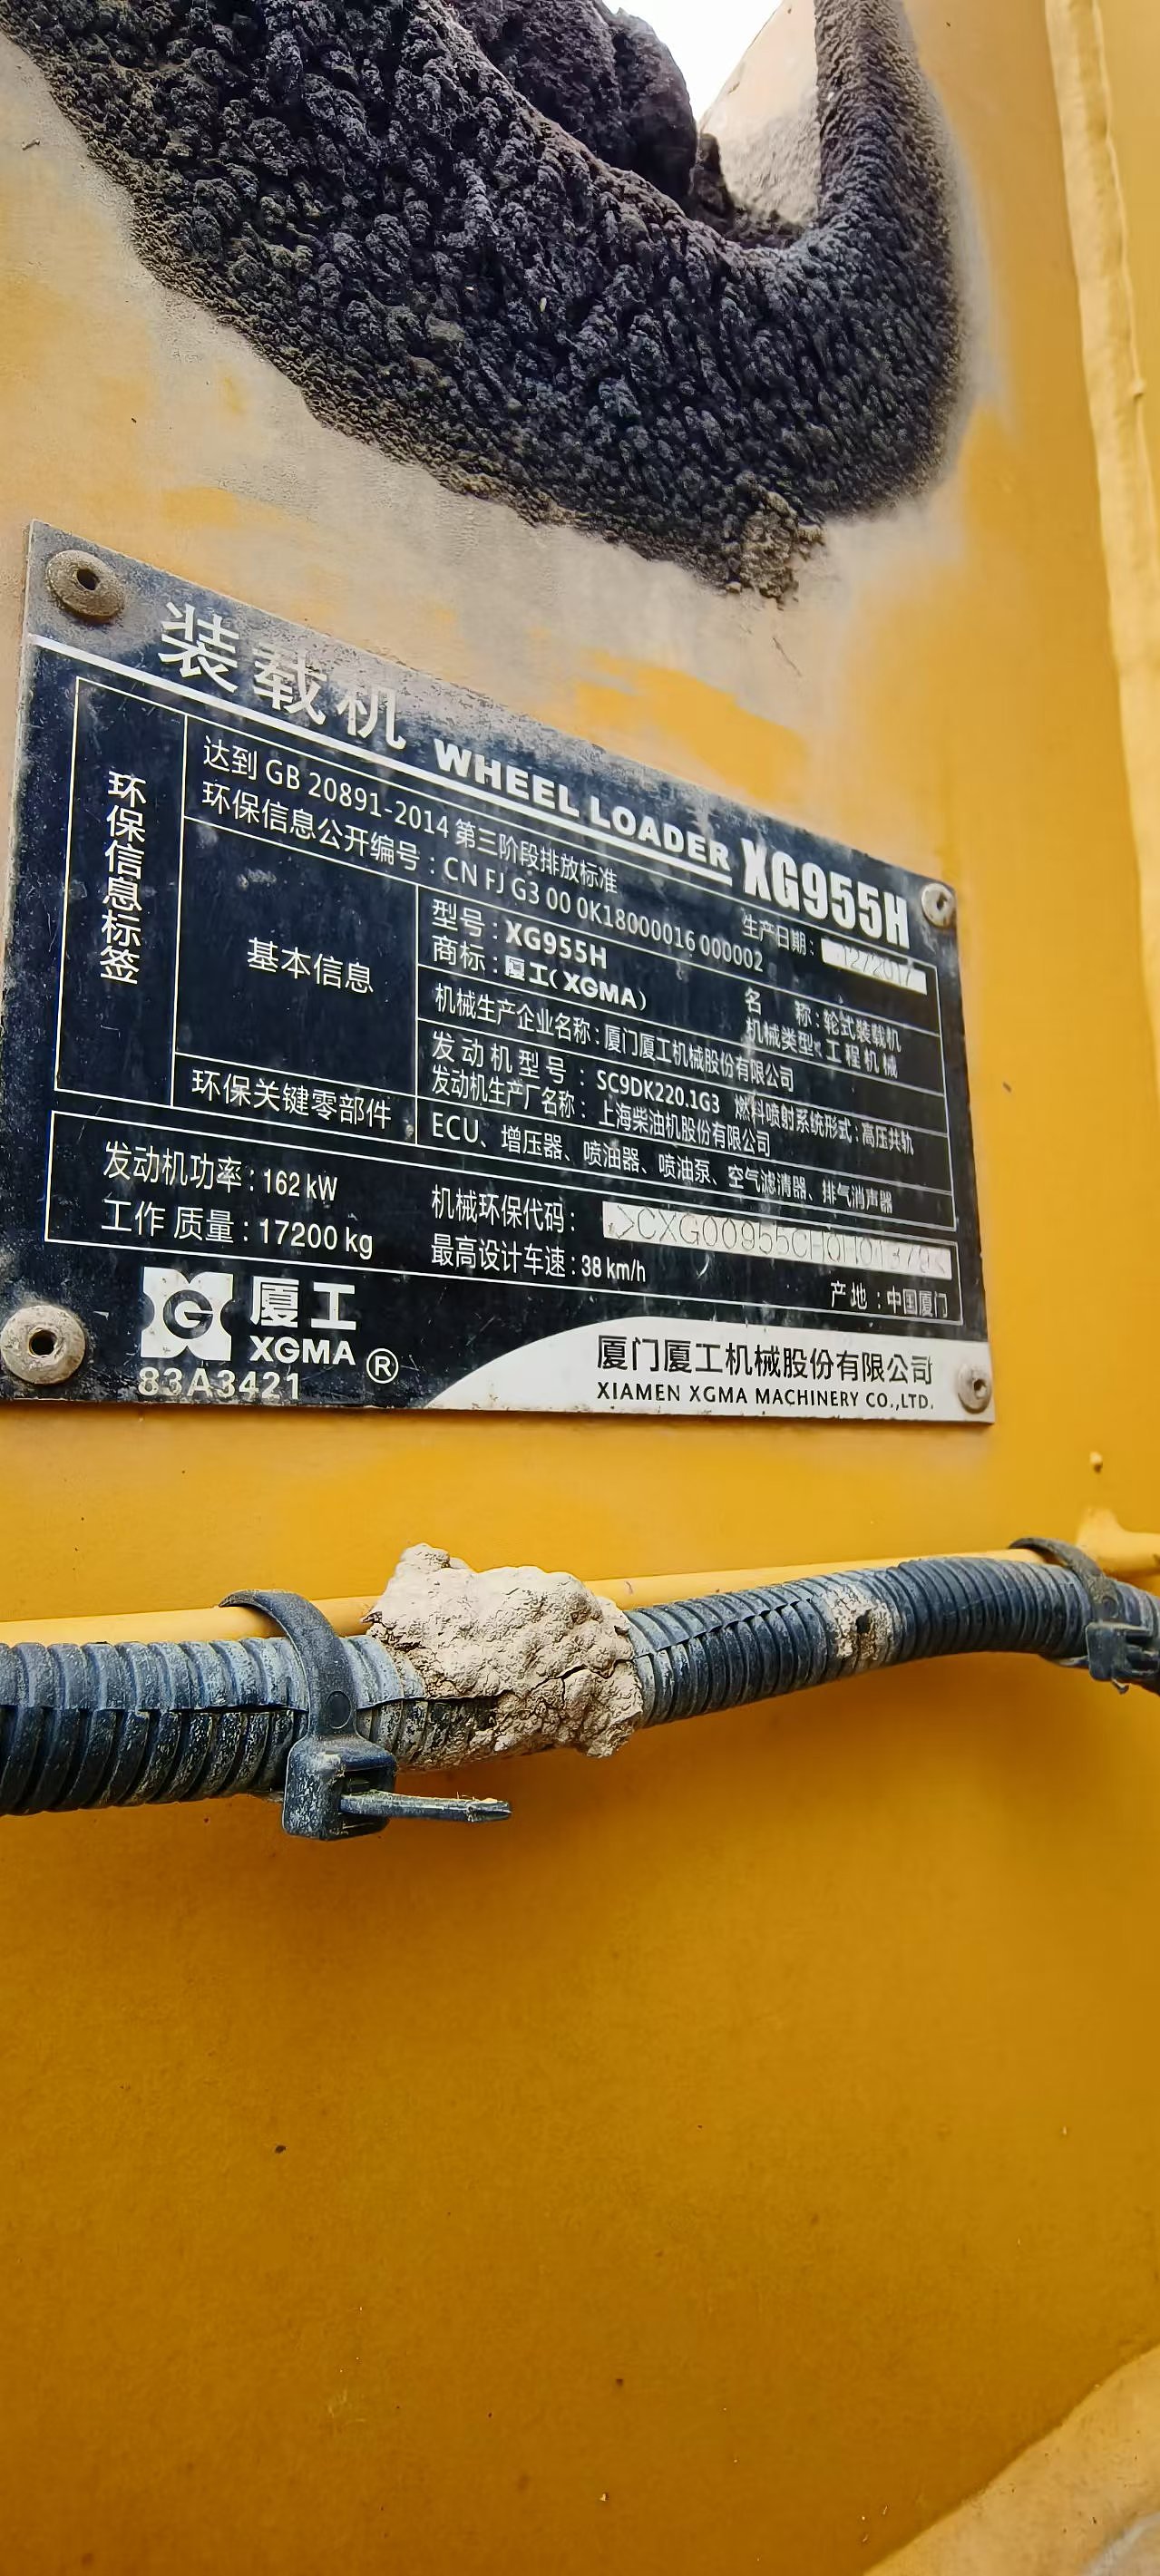 装载机 WHEEL LOADER XG955H
环保信息标签
达到 GB 20891-2014 第三阶段排放标准
环保信息公开编号：CN FJ G3 00 0K18000016 000002
生产日期：12/2017
基本信息
型号：XG955H
名 称：轮式装载机
商标：厦工(XGMA)
机械类型：工程机械
机械生产企业名称：厦门厦工机械股份有限公司
发动机型号：SC9DK220.1G3 燃料喷射系统形式：高压共轨
发动机生产厂名称：上海柴油机股份有限公司
环保关键零部件
ECU、增压器、喷油器、喷油泵、空气滤清器、排气消声器
发动机功率：162 kW
机械环保代码：
工作质量：17200 kg
最高设计车速：38 km/h
产地：中国厦门
厦工
XGMA ®
83A3421
厦门厦工机械股份有限公司
XIAMEN XGMA MACHINERY CO.,LTD.